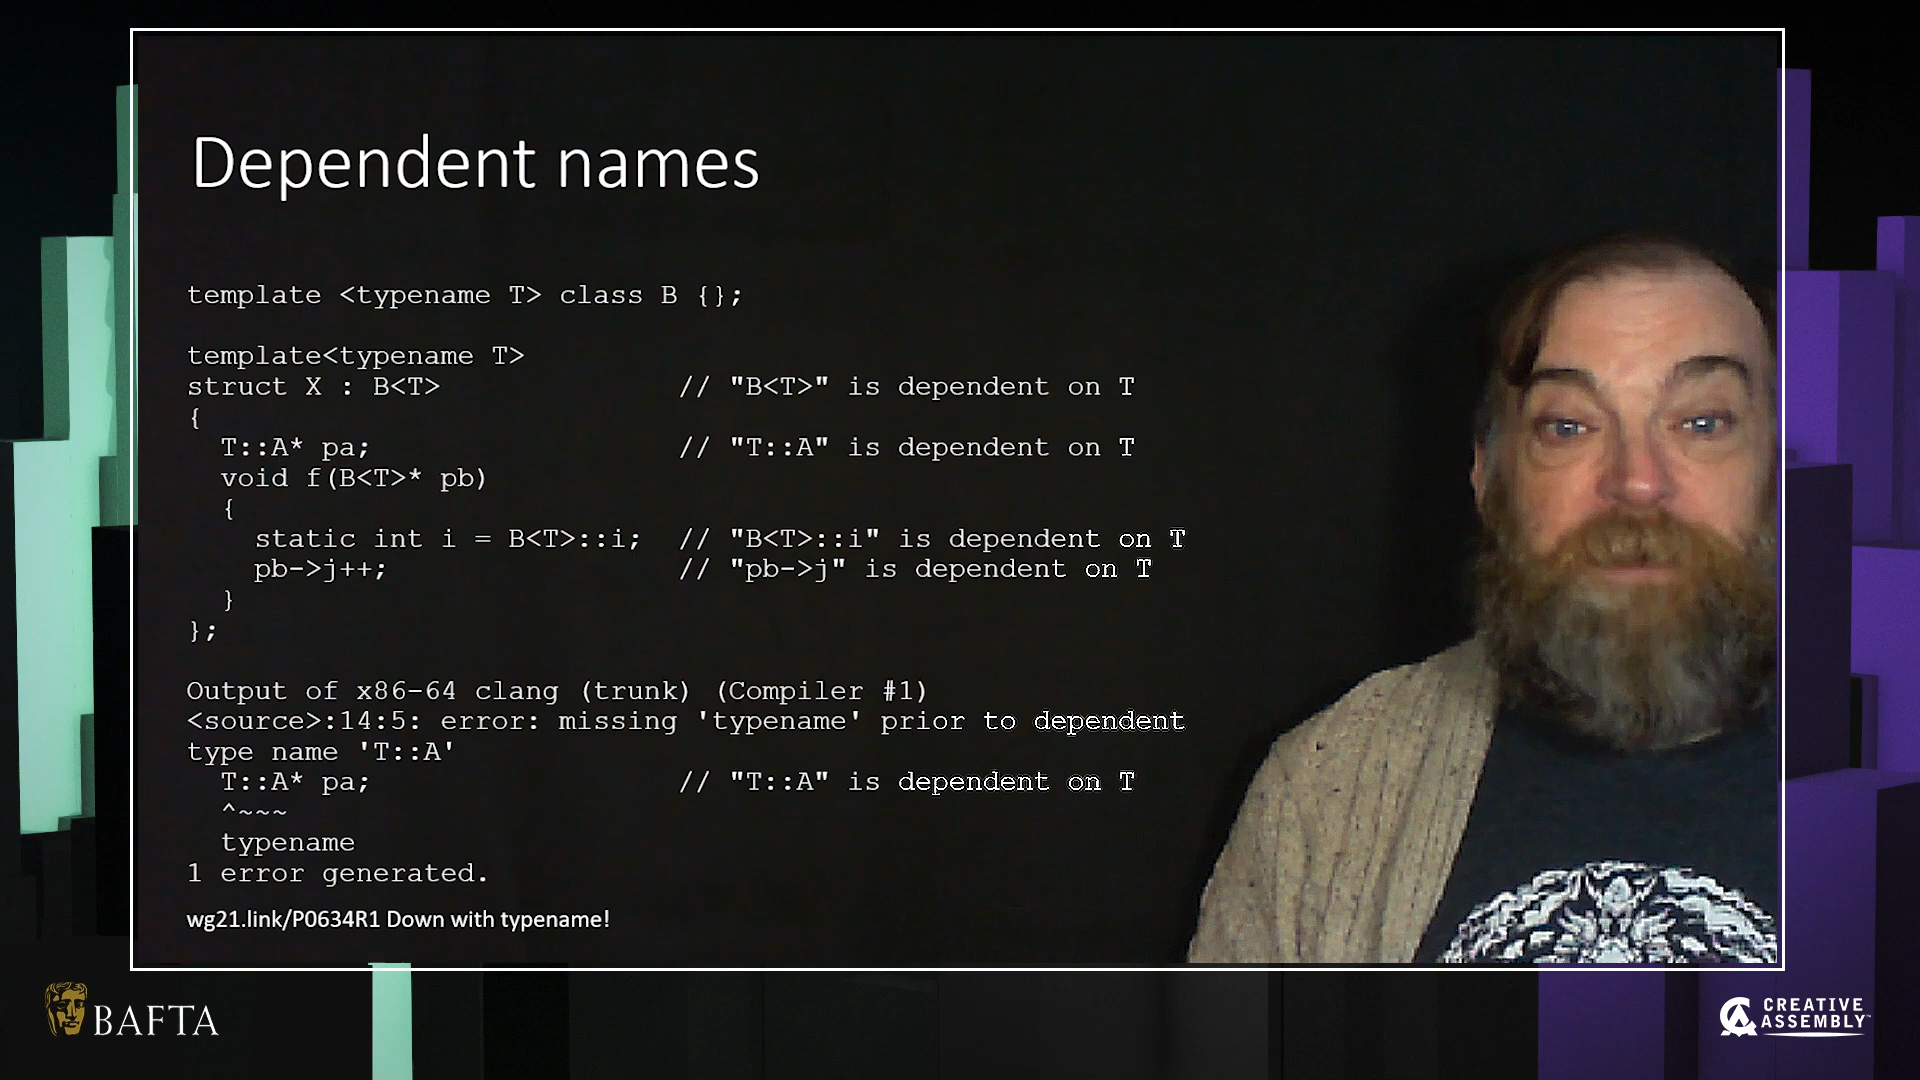 Dependent names
template <typename T> class B {};
template<typename T>
struct X : B<T> // "B<T>" is dependent on T
{
T::A* pa; // "T::A" is dependent on T
void f(B<T>* pb)
{
static int i = B<T>::i; // "B<T>::i" is dependent on T
pb->j++; // "pb->j" is dependent on T
}
};
Output of x86-64 clang (trunk) (Compiler #1)
<source>:14:5: error: missing 'typename' prior to dependent
type name 'T::A'
T::A* pa; // "T::A" is dependent on T
^~~~
typename
1 error generated.
wg21.link/P0634R1 Down with typename!
BAFTA
CREATIVE
ASSEMBLY™